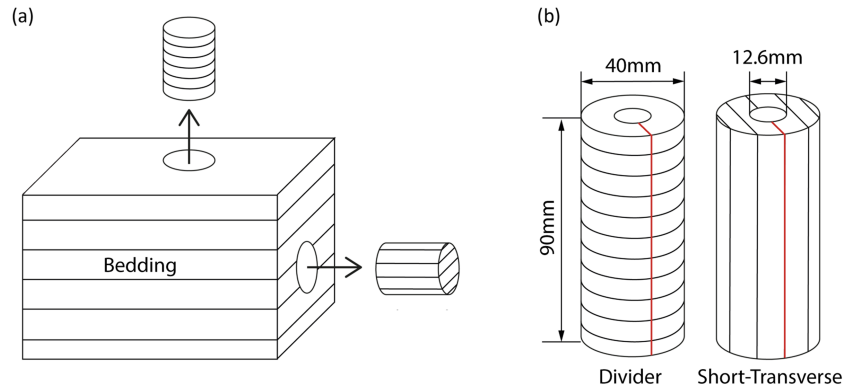 (a)
Bedding
(b)
40mm
12.6mm
90mm
Divider
Short-Transverse